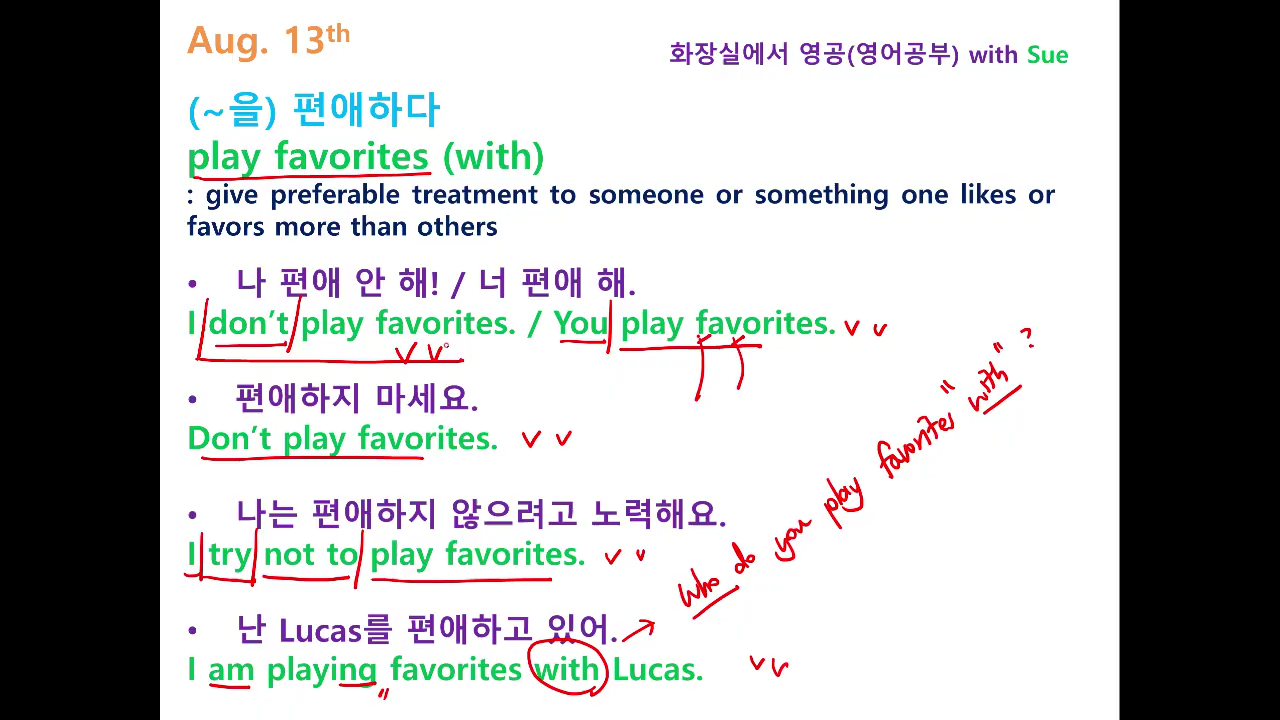 Aug. 13th
화장실에서 영공(영어공부) with Sue
(~을) 편애하다
play favorites (with)
: give preferable treatment to someone or something one likes or
favors more than others
• 나 편애 안 해! / 너 편애 해.
I don't play favorites. / You play favorites.
• 편애하지 마세요.
Don't play favorites.
• 나는 편애하지 않으려고 노력해요.
I try not to play favorites.
• 난 Lucas를 편애하고 있어.
I am playing favorites with Lucas.
Who do you play favorites "with"?